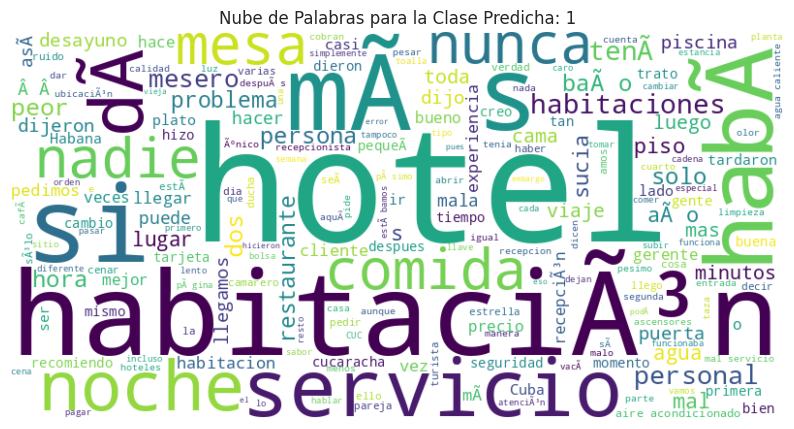 Nube de Palabras para la Clase Predicha: 1
hotel
habitaciÃ³n
servicio
si
noche
comida
nadie
mÃ
s
nunca
mesa
dÃ
habÃ
habitaciones
personal
restaurante
lugar
persona
problema
mesero
desayuno
hace
casi
dieron
toda
dijo
bueno
tenÃ
baÃ o
piscina
trato
luego
piso
solo
tardaron
aÃ o
viaje
cama
sucia
experiencia
creo
tan
haber
verdad
peor
dijeron
Habana
pedimos
veces
llegar
puede
cambio
dos
hora
mejor
tarjeta
llegamos
cliente
despues
tiempo
mala
ir
gerente
minutos
puerta
agua
mal
bien
primera
momento
seguridad
precio
estrella
cucaracha
vez
habitacion
recomiendo
mismo
ser
Cuba
recepciÃ³n
aire acondicionado
agua caliente
mal servicio
ascensores
entrada
decir
gente
mas
lado
buena
cosa
hacer
hizo
plato
varias
ruido
asÃ
Â Â
ubicaciÃ³n
calidad
luz
despuÃ s
simplemente
cobran
pesar
toalla
cuenta
estancia
planta
caro
cambiar
nada
error
tampoco
tipo
pues
tenia
semana
recepcionista
Ãºnico
pequeÃ
estÃ
dia
que
ducha
seÃ
pÃ simo
abrir
aquÃ
pide
estÃ bamos
llave
igual
recepcion
dicen
cada
embargo
amos
cuarto
cadena
tomar
comer
especial
limpieza
olor
subir
funciona
pesimo
llego
segunda
taza
funcionaba
podÃ
dejan
eso
hicieron
bolsa
resto
casa
pedir
aunque
CUC
menos
sabor
hablar
pareja
ello
turista
atenciÃ³n
vacÃ
malo
manera
parte
vamos
camarero
lento
pÃ gina
cenar
diferente
sitio
pasar
primero
orden
cafÃ
sÃ³lo
vieja
dar
incluso
hoteles
cena
pagar
el
lo
la
o
e